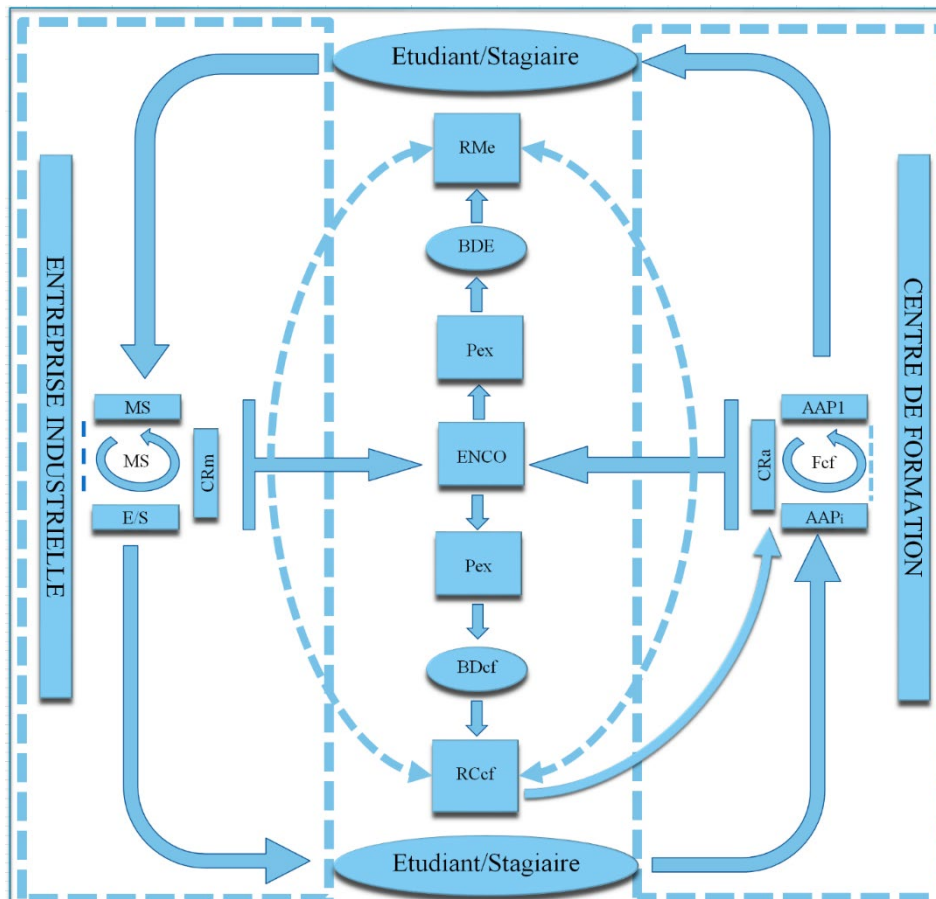 Etudiant/Stagiaire
RMe
BDE
Pex
ENTREPRISE INDUSTRIELLE
MS
MS
E/S
CRm
ENCO
CRa
AAP1
Fcf
AAPi
CENTRE DE FORMATION
Pex
BDcf
RCcf
Etudiant/Stagiaire